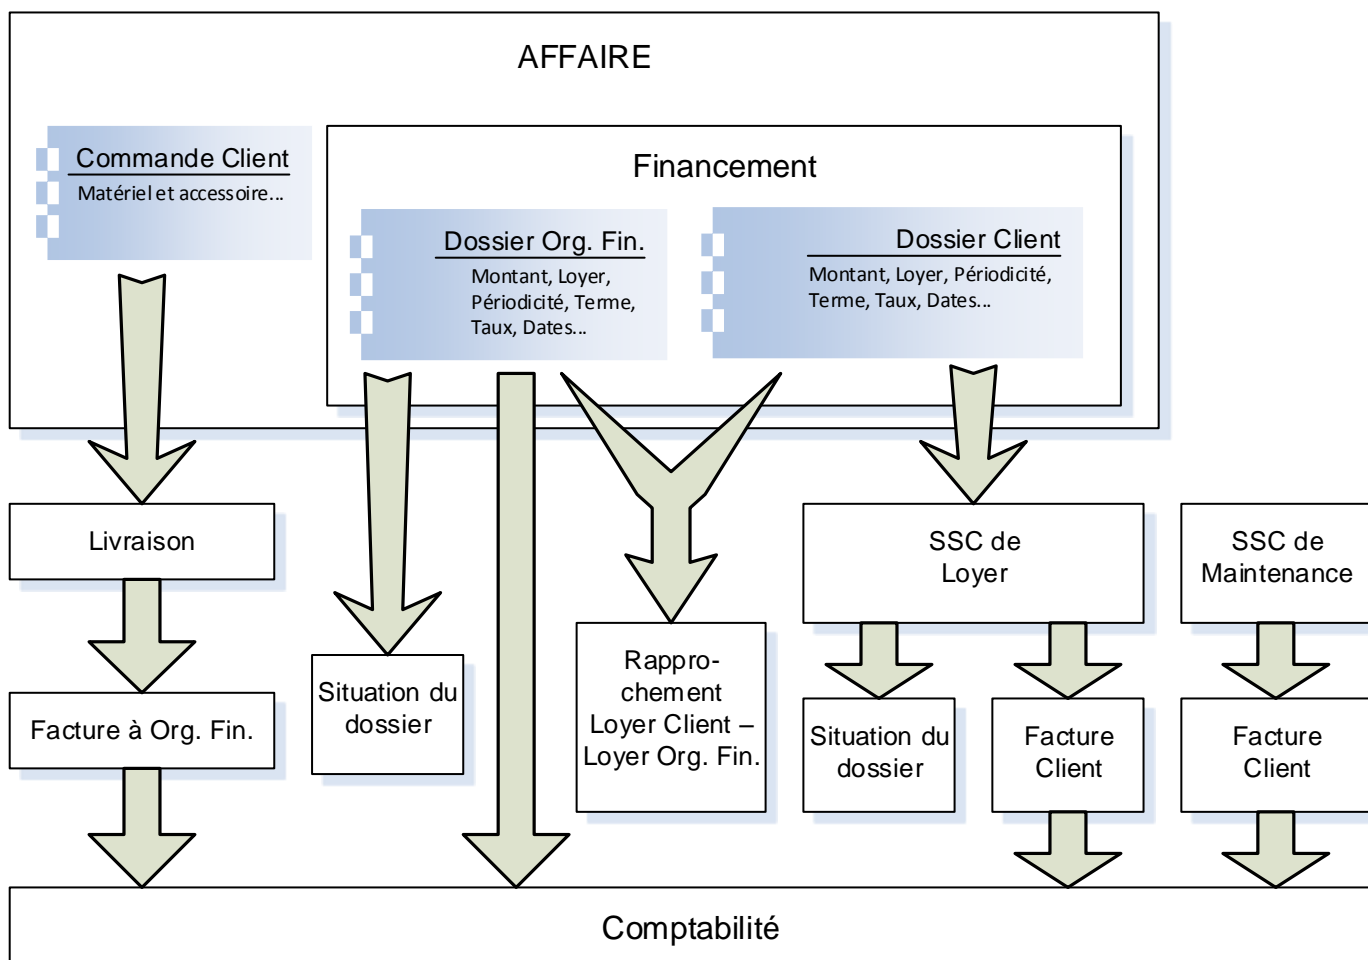 AFFAIRE
Commande Client
Matériel et accessoire...
Financement
Dossier Org. Fin.
Montant, Loyer,
Périodicité, Terme,
Taux, Dates...
Dossier Client
Montant, Loyer, Périodicité,
Terme, Taux, Dates...
Livraison
SSC de
Loyer
SSC de
Maintenance
Facture à Org. Fin.
Situation du
dossier
Rappro-
chement
Loyer Client –
Loyer Org. Fin.
Situation du
dossier
Facture
Client
Facture
Client
Comptabilité